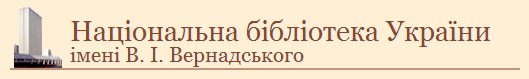 Національна бібліотека України
імені В. І. Вернадського